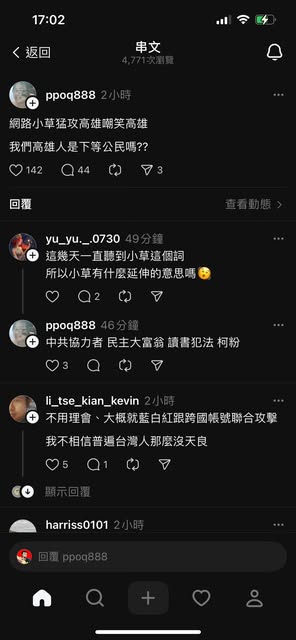 17:02
返回
串文
4,771次瀏覽
ppoq888 2小時
網路小草猛攻高雄嘲笑高雄
我們高雄人是下等公民嗎??
142 44 3
回覆 查看動態
yu_yu._.0730 49分鐘
這幾天一直聽到小草這個詞
所以小草有什麼延伸的意思嗎
2
ppoq888 46分鐘
中共協力者 民主大富翁 讀書犯法 柯粉
3
li_tse_kian_kevin 2小時
不用理會、大概就藍白紅跟跨國帳號聯合攻擊
我不相信普遍台灣人那麼沒天良
5 1
顯示回覆
harriss0101 2小時
回覆 ppoq888